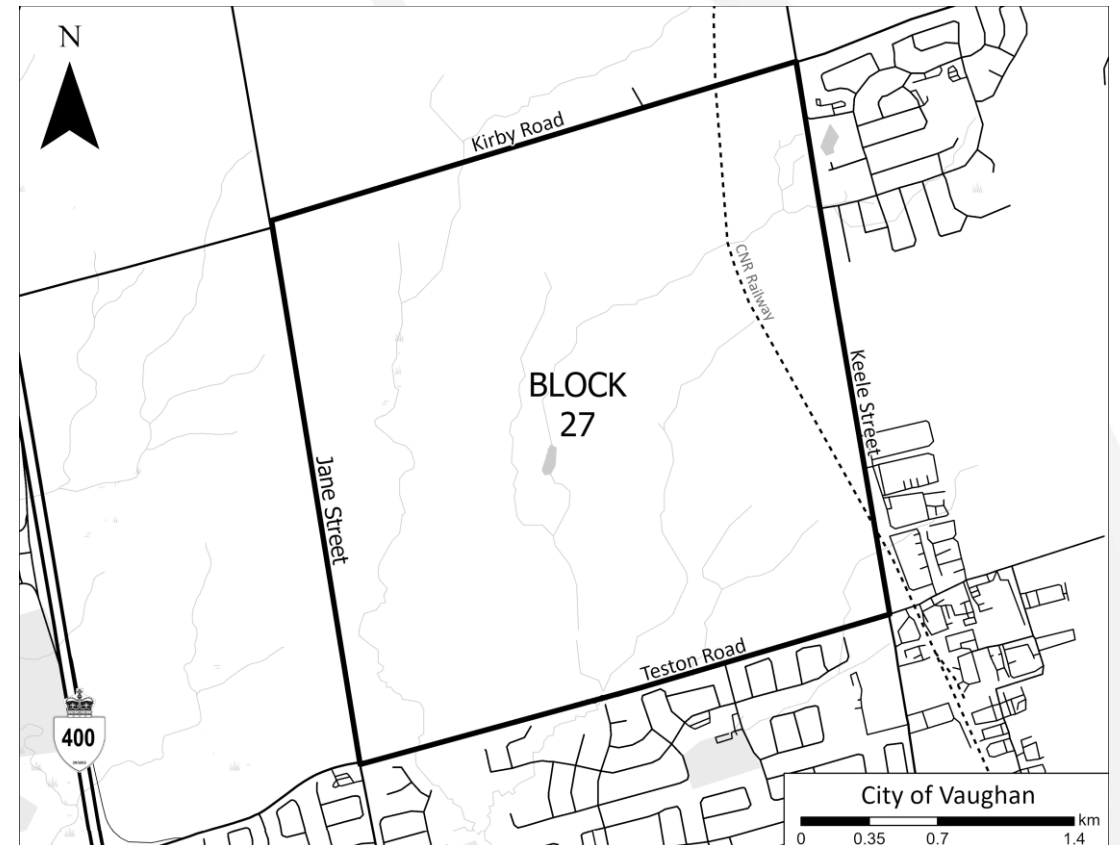 N
Kirby Road
CNR Railway
BLOCK
27
Keele Street
Jane Street
Teston Road
400
City of Vaughan
km
0 0.35 0.7 1.4